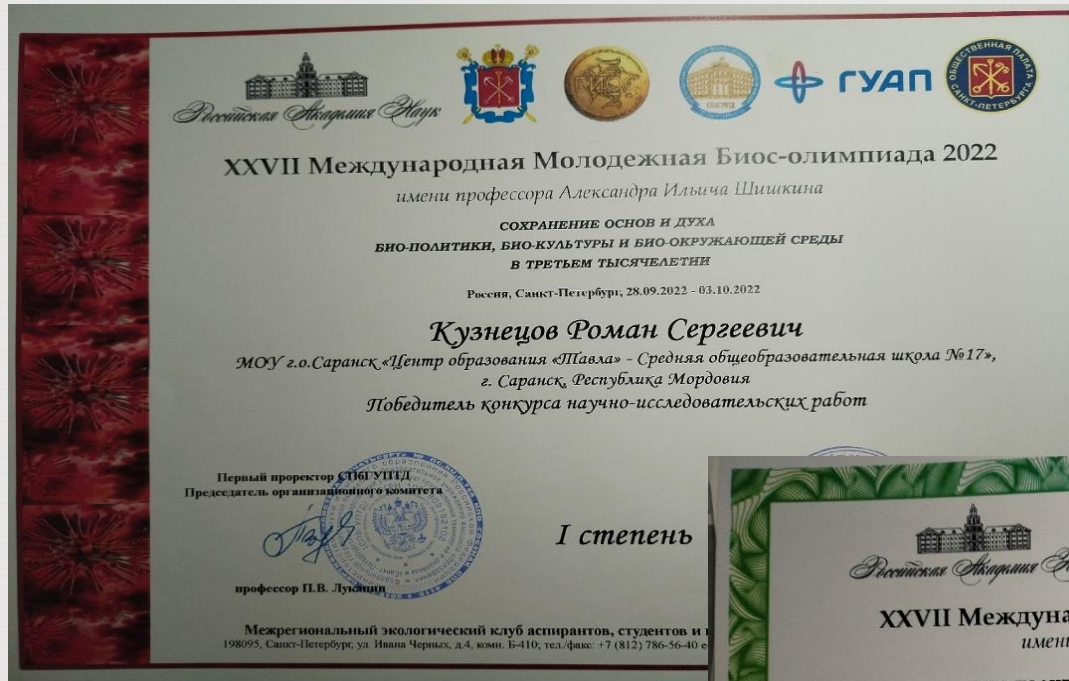 Российская Академия Наук
ГУАП
ОБЩЕСТВЕННАЯ ПАЛАТА
САНКТ-ПЕТЕРБУРГА
XXVII Международная Молодежная Биос-олимпиада 2022
имени профессора Александра Ильича Шишкина
СОХРАНЕНИЕ ОСНОВ И ДУХА
БИО-ПОЛИТИКИ, БИО-КУЛЬТУРЫ И БИО-ОКРУЖАЮЩЕЙ СРЕДЫ
В ТРЕТЬЕМ ТЫСЯЧЕЛЕТИИ
Россия, Санкт-Петербург, 28.09.2022 - 03.10.2022
Кузнецов Роман Сергеевич
МОУ г.о.Саранск «Центр образования «Тавла» - Средняя общеобразовательная школа №17»,
г. Саранск, Республика Мордовия
Победитель конкурса научно-исследовательских работ
Первый проректор СПбГУПТД
Председатель организационного комитета
I степень
профессор П.В. Луканин
Межрегиональный экологический клуб аспирантов, студентов и
198095, Санкт-Петербург, ул. Ивана Черных, д.4, комн. Б-410; тел./факс: +7 (812) 786-56-40
Российская Академия
XXVII Междуна
имени